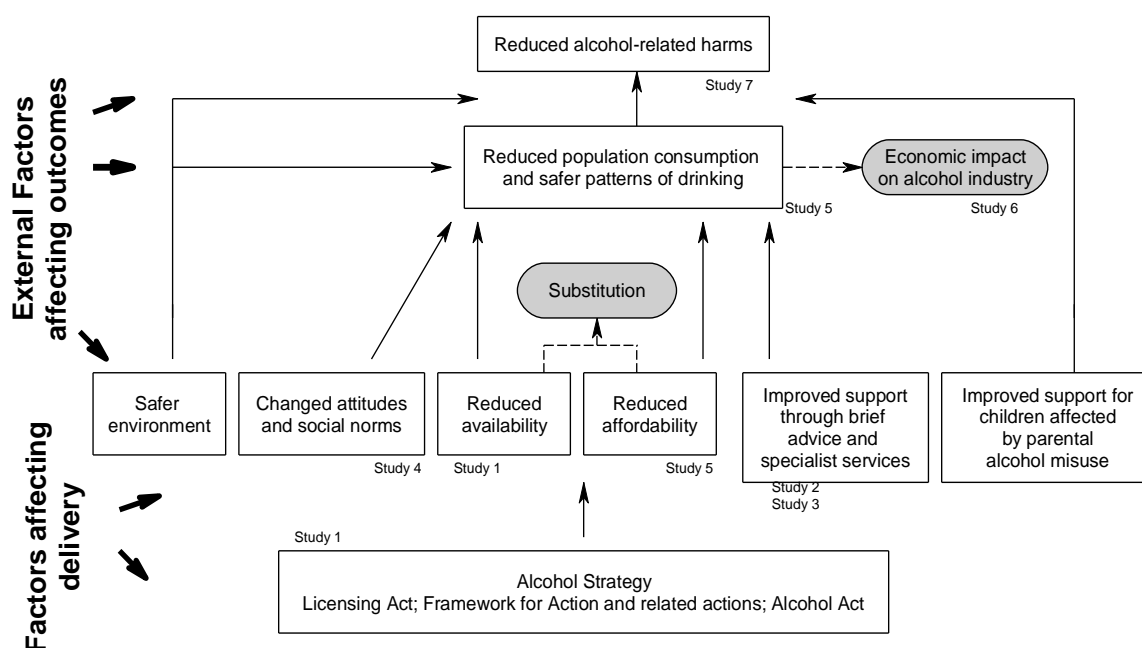 Reduced alcohol-related harms
Study 7
Reduced population consumption
and safer patterns of drinking
Study 5
Economic impact
on alcohol industry
Study 6
External Factors
affecting outcomes
Substitution
Safer
environment
Changed attitudes
and social norms
Study 4
Reduced
availability
Study 1
Reduced
affordability
Study 5
Improved support
through brief
advice and
specialist services
Study 2
Study 3
Improved support for
children affected
by parental
alcohol misuse
Factors affecting
delivery
Study 1
Alcohol Strategy
Licensing Act; Framework for Action and related actions; Alcohol Act